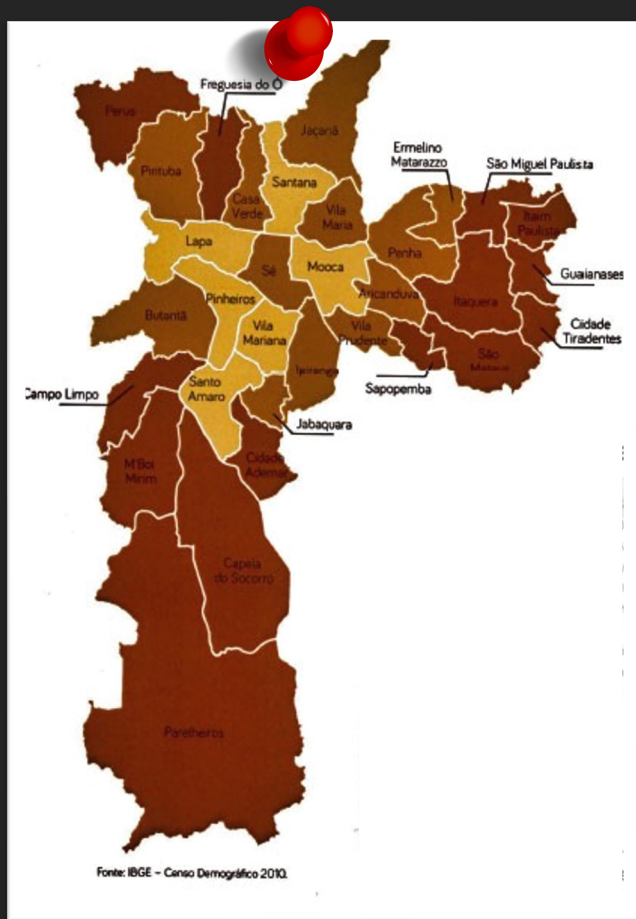 Freguesia do Ó
Perus
Jaçanã
Pirituba
Ermelino
Matarazzo
São Miguel Paulista
Santana
Casa
Verde
Vila
Maria
Itaim
Paulista
Lapa
Penha
Sé
Mooca
Guaianases
Pinheiros
Aricanduva
Itaquera
Butantã
Vila
Mariana
Vila
Prudente
Cidade
Tiradentes
São
Mateus
Ipiranga
Santo
Amaro
Sapopemba
Campo Limpo
Jabaquara
M'Boi
Mirim
Cidade
Ademar
Capela
do Socorro
Parelheiros
Fonte: IBGE – Censo Demográfico 2010.